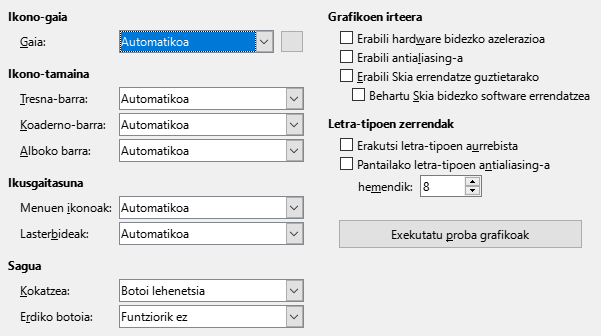 Ikono-gaia
Gaia: Automatikoa
Ikono-tamaina
Tresna-barra: Automatikoa
Koaderno-barra: Automatikoa
Alboko barra: Automatikoa
Ikusgaitasuna
Menuen ikonoak: Automatikoa
Lasterbideak: Automatikoa
Sagua
Kokatzea: Botoi lehenetsia
Erdiko botoia: Funtziorik ez
Grafikoen irteera
Erabili hardware bidezko azelerazioa
Erabili antialiasing-a
Erabili Skia errendatze guztietarako
Behartu Skia bidezko software errendatzea
Letra-tipoen zerrendak
Erakutsi letra-tipoen aurrebista
Pantailako letra-tipoen antialiasing-a
hemendik: 8
Exekutatu proba grafikoak